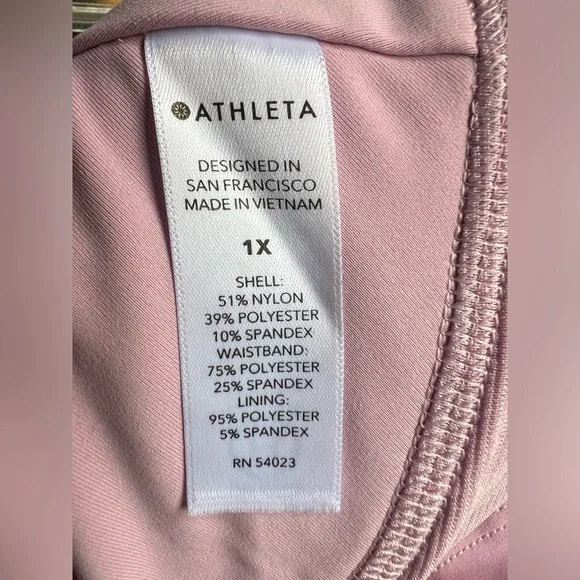 ATHLETA
DESIGNED IN
SAN FRANCISCO
MADE IN VIETNAM
1X
SHELL:
51% NYLON
39% POLYESTER
10% SPANDEX
WAISTBAND:
75% POLYESTER
25% SPANDEX
LINING:
95% POLYESTER
5% SPANDEX
RN 54023